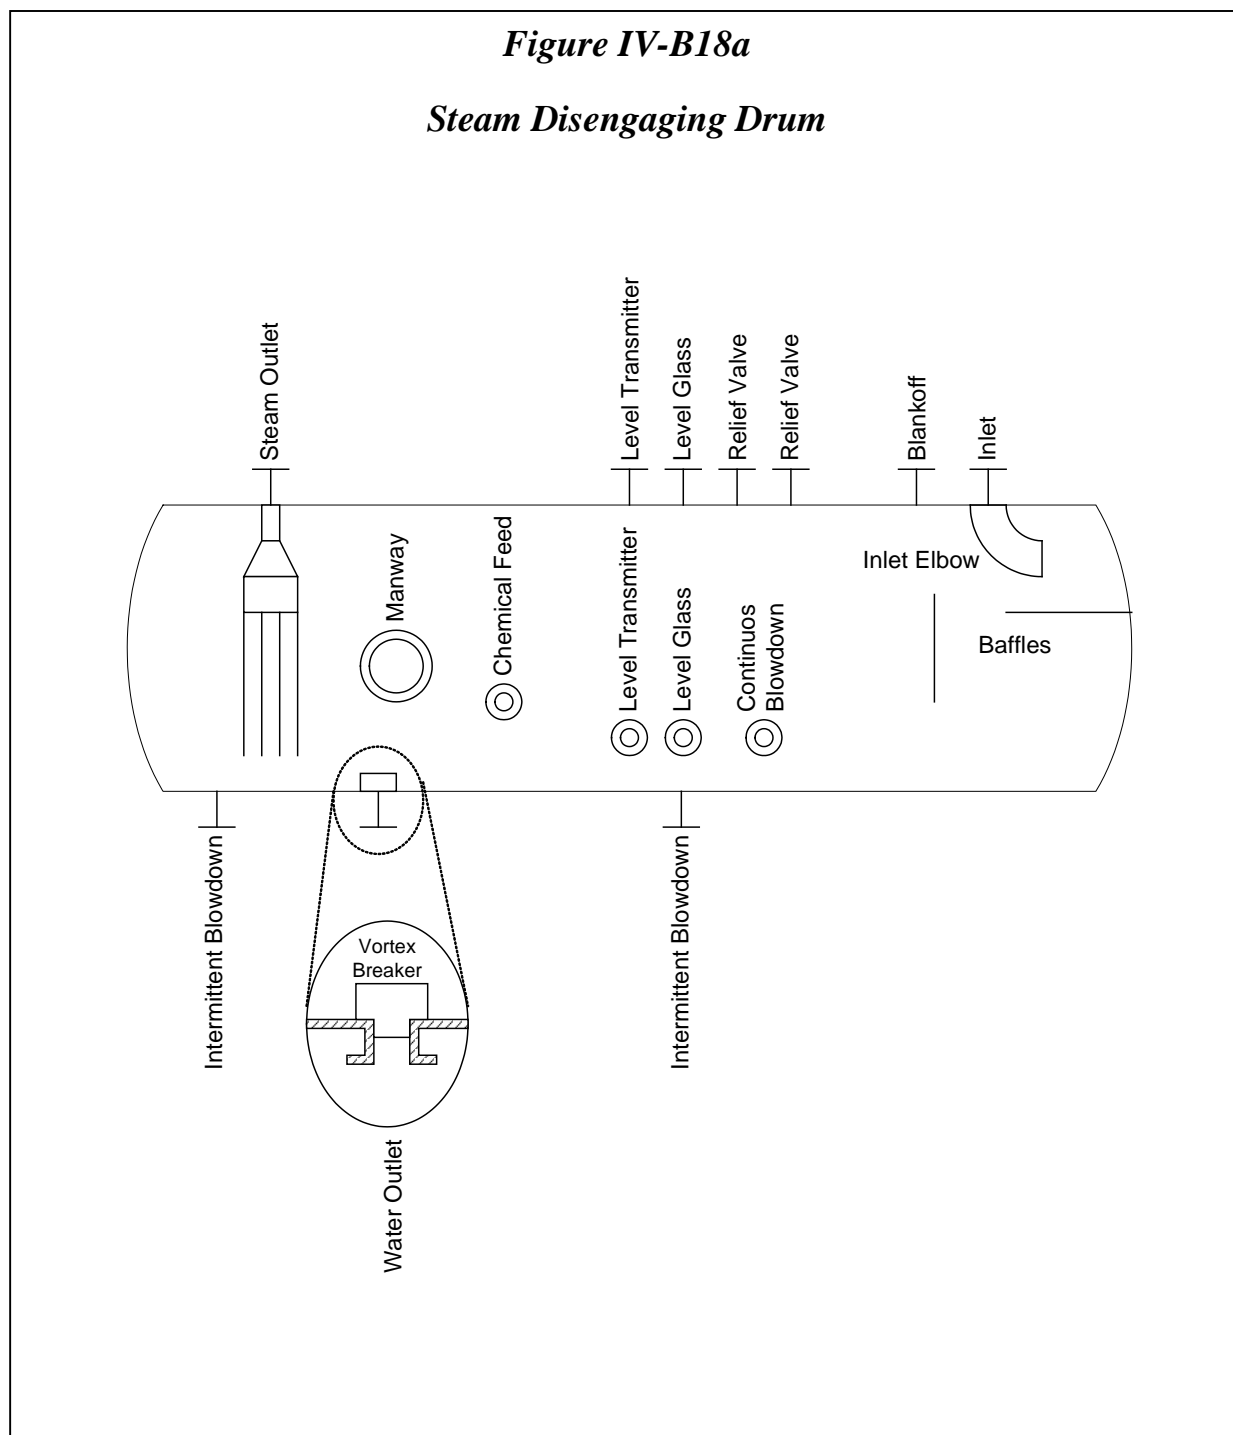 Figure IV-B18a
Steam Disengaging Drum
Steam Outlet
Level Transmitter
Level Glass
Relief Valve
Relief Valve
Blankoff
Inlet
Manway
Chemical Feed
Level Transmitter
Level Glass
Continuos
Blowdown
Inlet Elbow
Baffles
Intermittent Blowdown
Vortex
Breaker
Water Outlet
Intermittent Blowdown